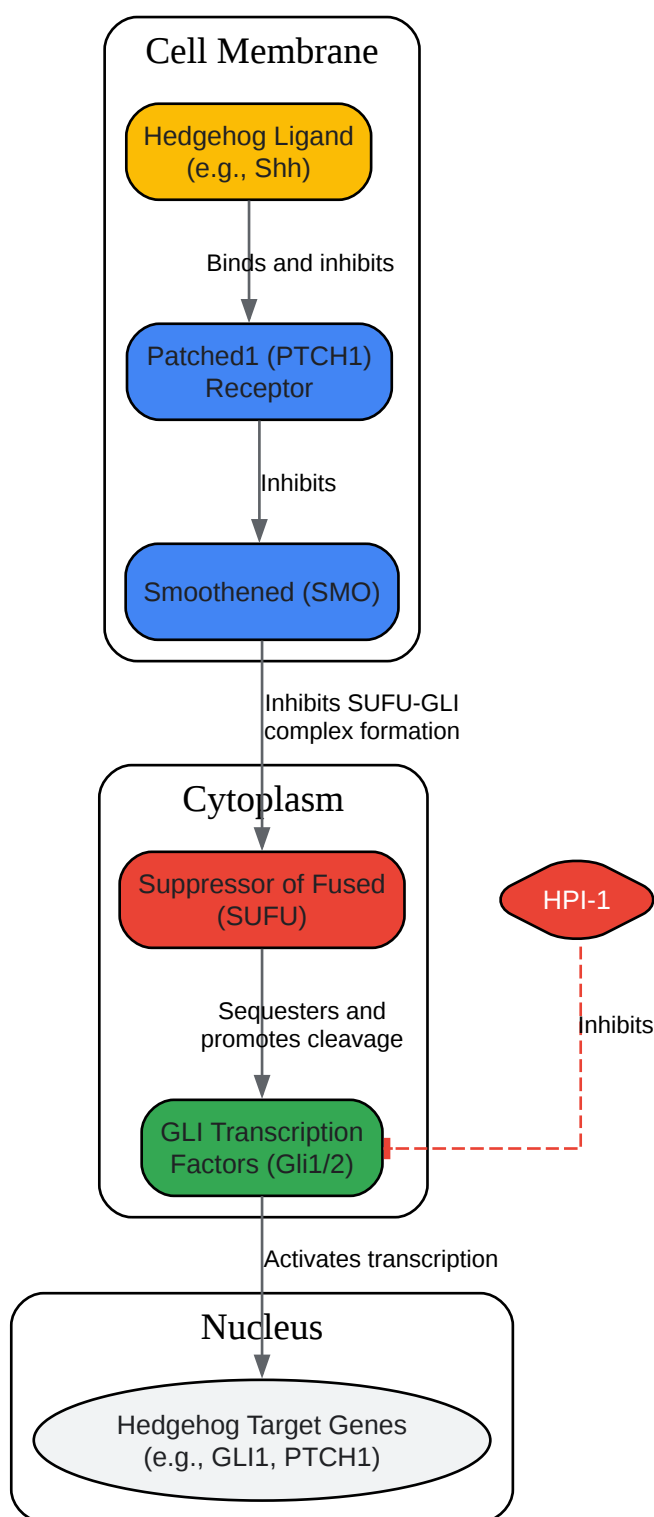 Cell Membrane
Hedgehog Ligand
(e.g., Shh)
Binds and inhibits
Patched1 (PTCH1)
Receptor
Inhibits
Smoothened (SMO)
Inhibits SUFU-GLI
complex formation
Cytoplasm
Suppressor of Fused
(SUFU)
HPI-1
Sequesters and
promotes cleavage
Inhibits
GLI Transcription
Factors (Gli1/2)
Activates transcription
Nucleus
Hedgehog Target Genes
(e.g., GLI1, PTCH1)